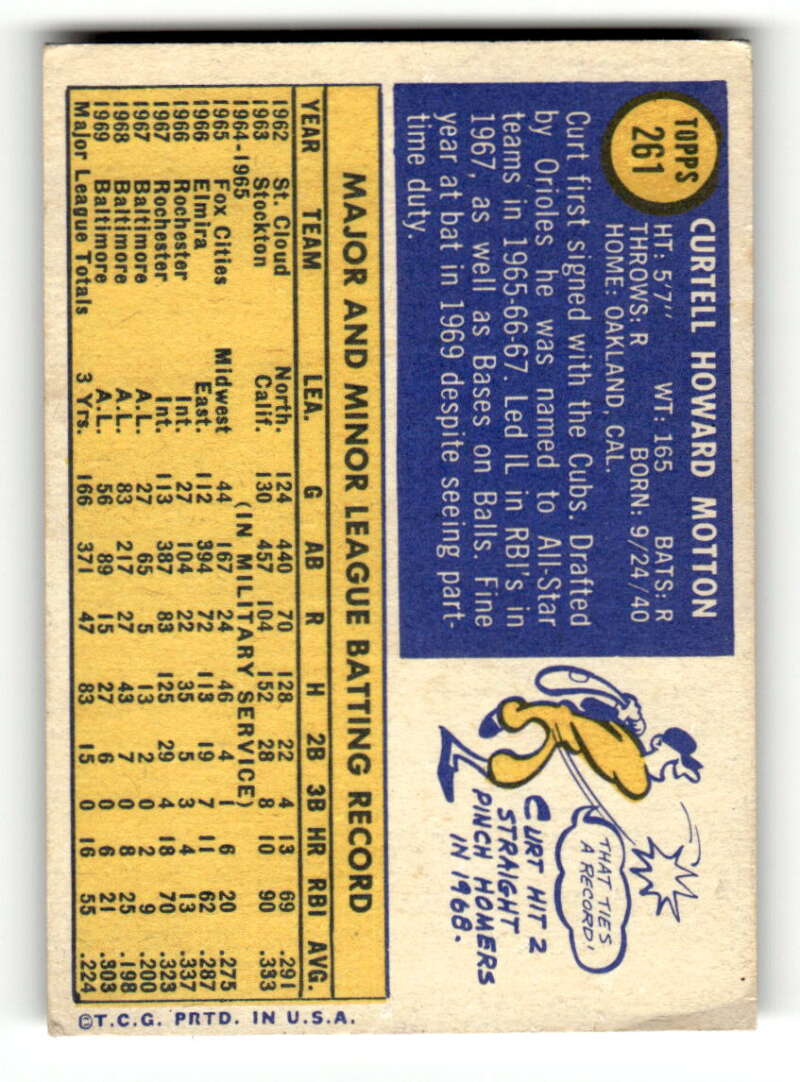 TOPPS
261
CURTELL HOWARD MOTTON
HT: 5'7" WT: 165 BATS: R
THROWS: R BORN: 9/24/40
HOME: OAKLAND, CAL.
Curt first signed with the Cubs. Drafted
by Orioles he was named to All-Star
teams in 1965-66-67. Led IL in RBI's in
1967, as well as Bases on Balls. Fine
year at bat in 1969 despite seeing part-
time duty.
THAT TIES
A RECORD!
CURT HIT 2
STRAIGHT
PINCH HOMERS
IN 1968.
MAJOR AND MINOR LEAGUE BATTING RECORD
YEAR TEAM LEA. G AB R H 2B 3B HR RBI AVG.
1962 St. Cloud North. 124 440 70 128 22 4 13 69 .291
1963 Stockton Calif. 130 457 104 152 28 8 10 90 .333
1964-1965 (IN MILITARY SERVICE)
1965 Fox Cities Midwest 44 167 24 46 4 1 6 20 .275
1966 Elmira East. 112 394 72 113 19 7 11 62 .287
1966 Rochester Int. 27 104 22 35 5 3 4 13 .337
1967 Rochester Int. 113 387 83 125 29 4 18 70 .323
1967 Baltimore A.L. 27 65 5 13 2 0 2 9 .200
1968 Baltimore A.L. 83 217 27 43 7 0 8 25 .198
1969 Baltimore A.L. 56 89 15 27 6 0 6 21 .303
Major League Totals 3 Yrs. 166 371 47 83 15 0 16 55 .224
©T.C.G. PRTD. IN U.S.A.